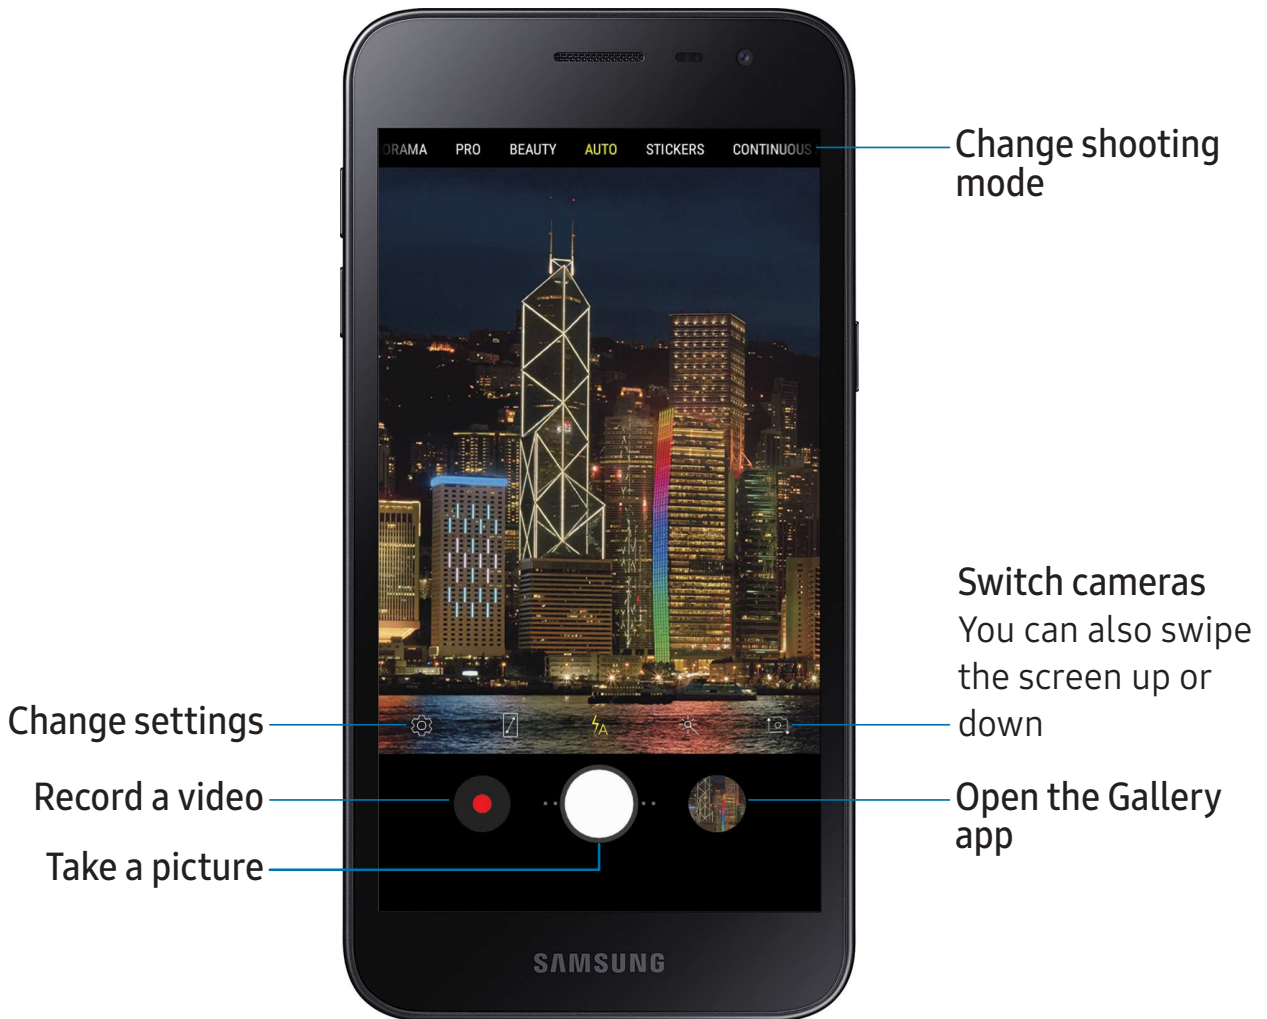 ORAMA PRO BEAUTY AUTO STICKERS CONTINUOUS
Change shooting
mode
Switch cameras
You can also swipe
the screen up or
down
Change settings
A
Record a video
Open the Gallery
app
Take a picture
SAMSUNG